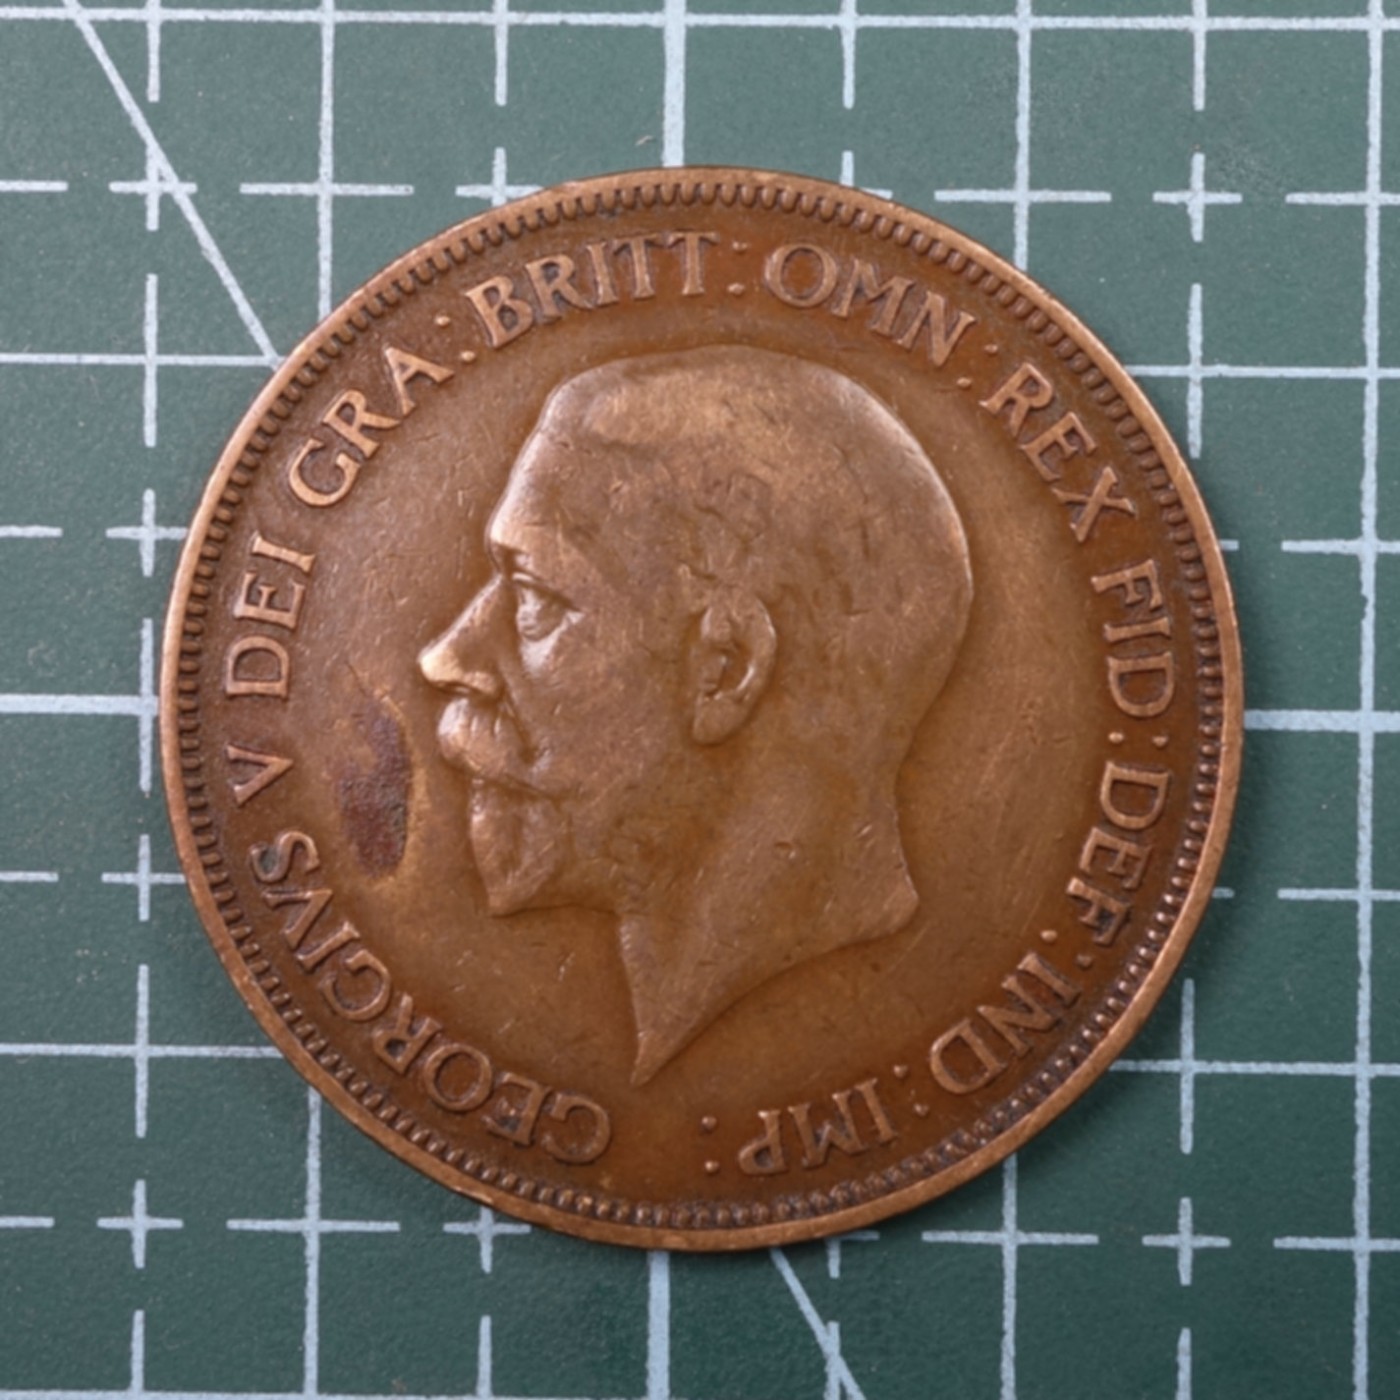 GEORGIVS V DEI GRA: BRITT: OMN: REX FID: DEF: IND: IMP: